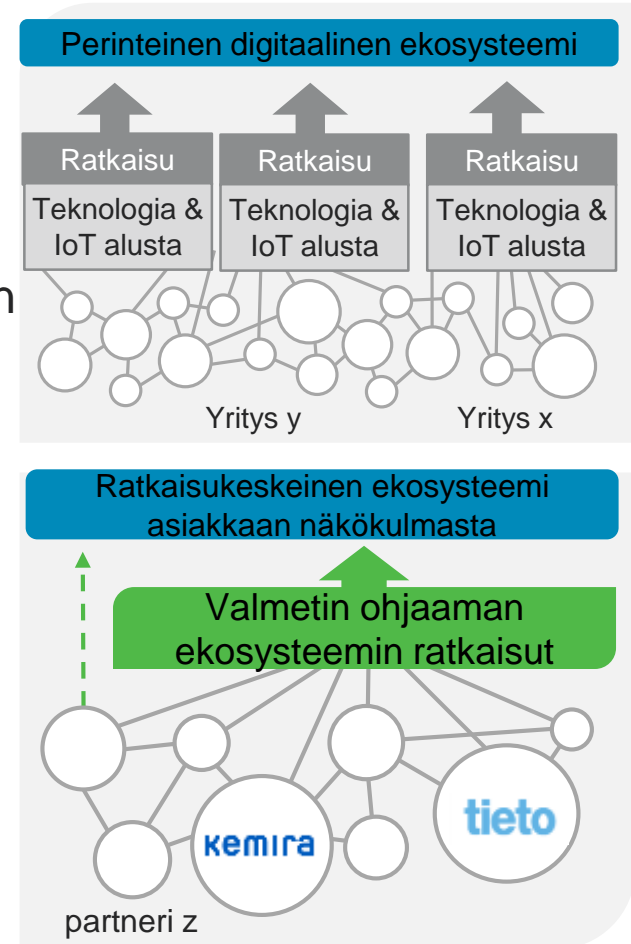 Perinteinen digitaalinen ekosysteemi
Ratkaisu
Ratkaisu
Ratkaisu
Teknologia &
IoT alusta
Teknologia &
IoT alusta
Teknologia &
IoT alusta
n
Yritys y
Yritys x
Ratkaisukeskeinen ekosysteemi
asiakkaan näkökulmasta
Valmetin ohjaaman
ekosysteemin ratkaisut
tieto
kemira
partneri z